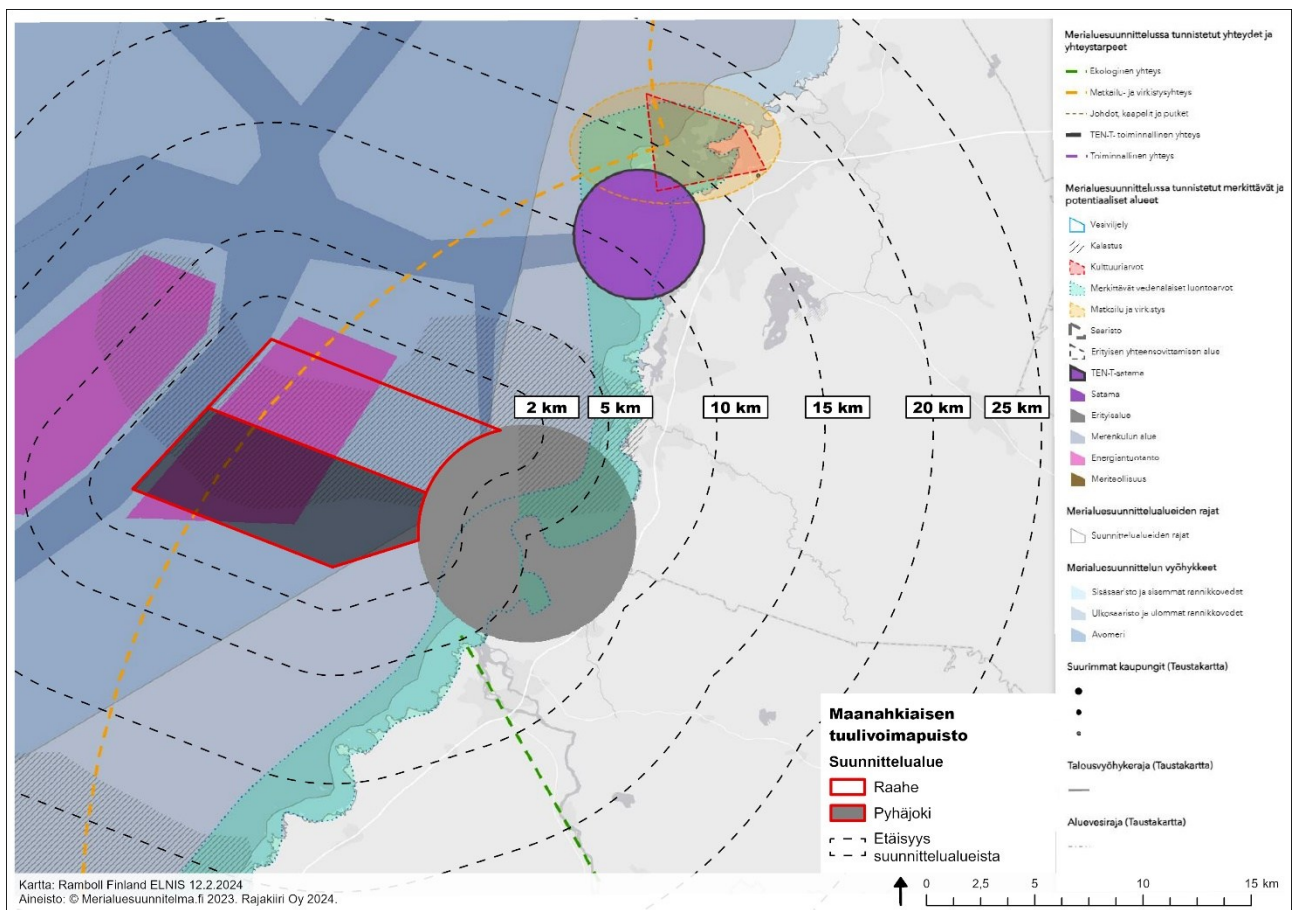 Merialuesuunnittelussa tunnistetut yhteydet ja
yhteystarpeet
Ekologinen yhteys
Matkailu- ja virkistysyhteys
Johdot, kaapelit ja putket
TEN-T- toiminnallinen yhteys
Toiminnallinen yhteys
Merialuesuunnittelussa tunnistetut merkittävät ja
potentiaaliset alueet
Vesiviljely
Kalastus
Kulttuuriarvot
Merkittävät vedenalaiset luontoarvot
Matkailu ja virkistys
Saaristo
Erityisen yhteensovittamisen alue
TEN-T-satama
Satama
Erityisalue
Merenkulun alue
Energiantuotanto
Meriteollisuus
Merialuesuunnittelualueiden rajat
Suunnittelualueiden rajat
Merialuesuunnittelun vyöhykkeet
Sisäsaaristo ja sisemmät rannikkovedet
Ulkosaaristo ja ulommat rannikkovedet
Avomeri
Suurimmat kaupungit (Taustakartta)
Talousvyöhykeraja (Taustakartta)
Aluevesiraja (Taustakartta)
2 km 5 km 10 km 15 km 20 km 25 km
Maanahkiaisen
tuulivoimapuisto
Suunnittelualue
Raahe
Pyhäjoki
Etäisyys
suunnittelualueista
0 2,5 5 10 15 km
Kartta: Ramboll Finland ELNIS 12.2.2024
Aineisto: © Merialuesuunnitelma.fi 2023. Rajakiiri Oy 2024.